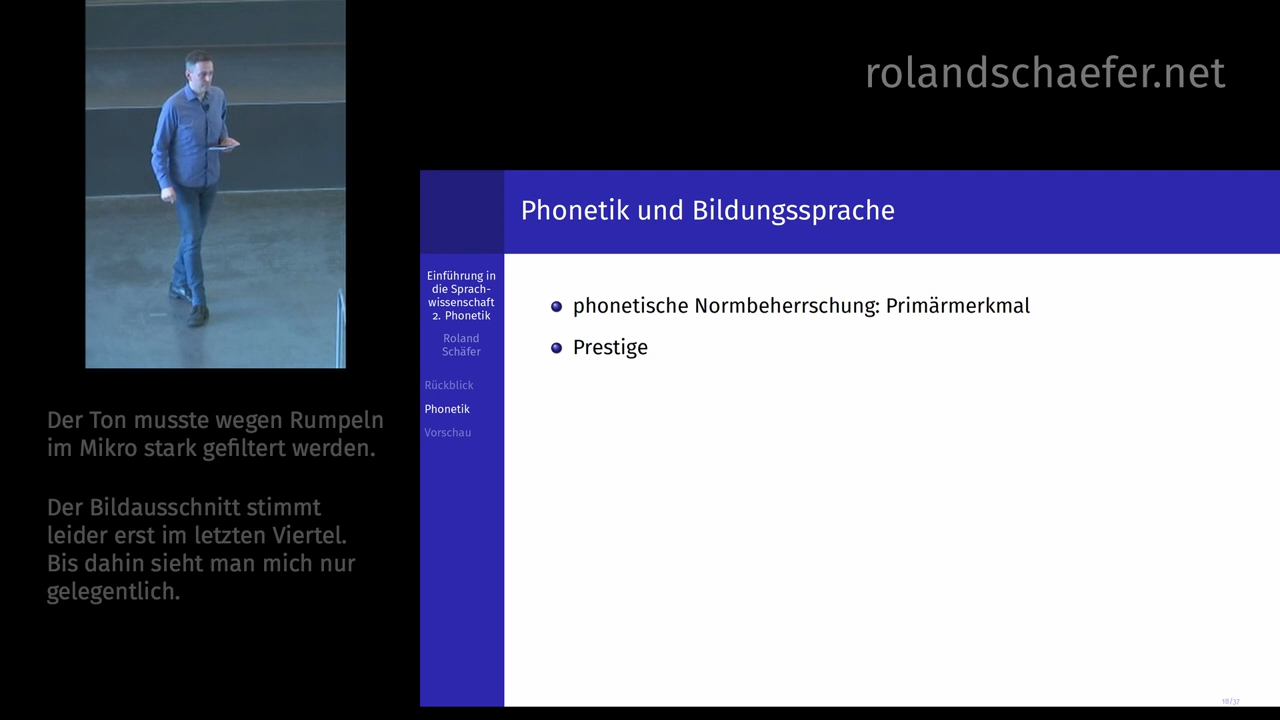 rolandschaefer.net
Phonetik und Bildungssprache
Einführung in
die Sprach-
wissenschaft
2. Phonetik
Roland
Schäfer
Rückblick
Phonetik
Vorschau
phonetische Normbeherrschung: Primärmerkmal
Prestige
Der Ton musste wegen Rumpeln
im Mikro stark gefiltert werden.
Der Bildausschnitt stimmt
leider erst im letzten Viertel.
Bis dahin sieht man mich nur
gelegentlich.